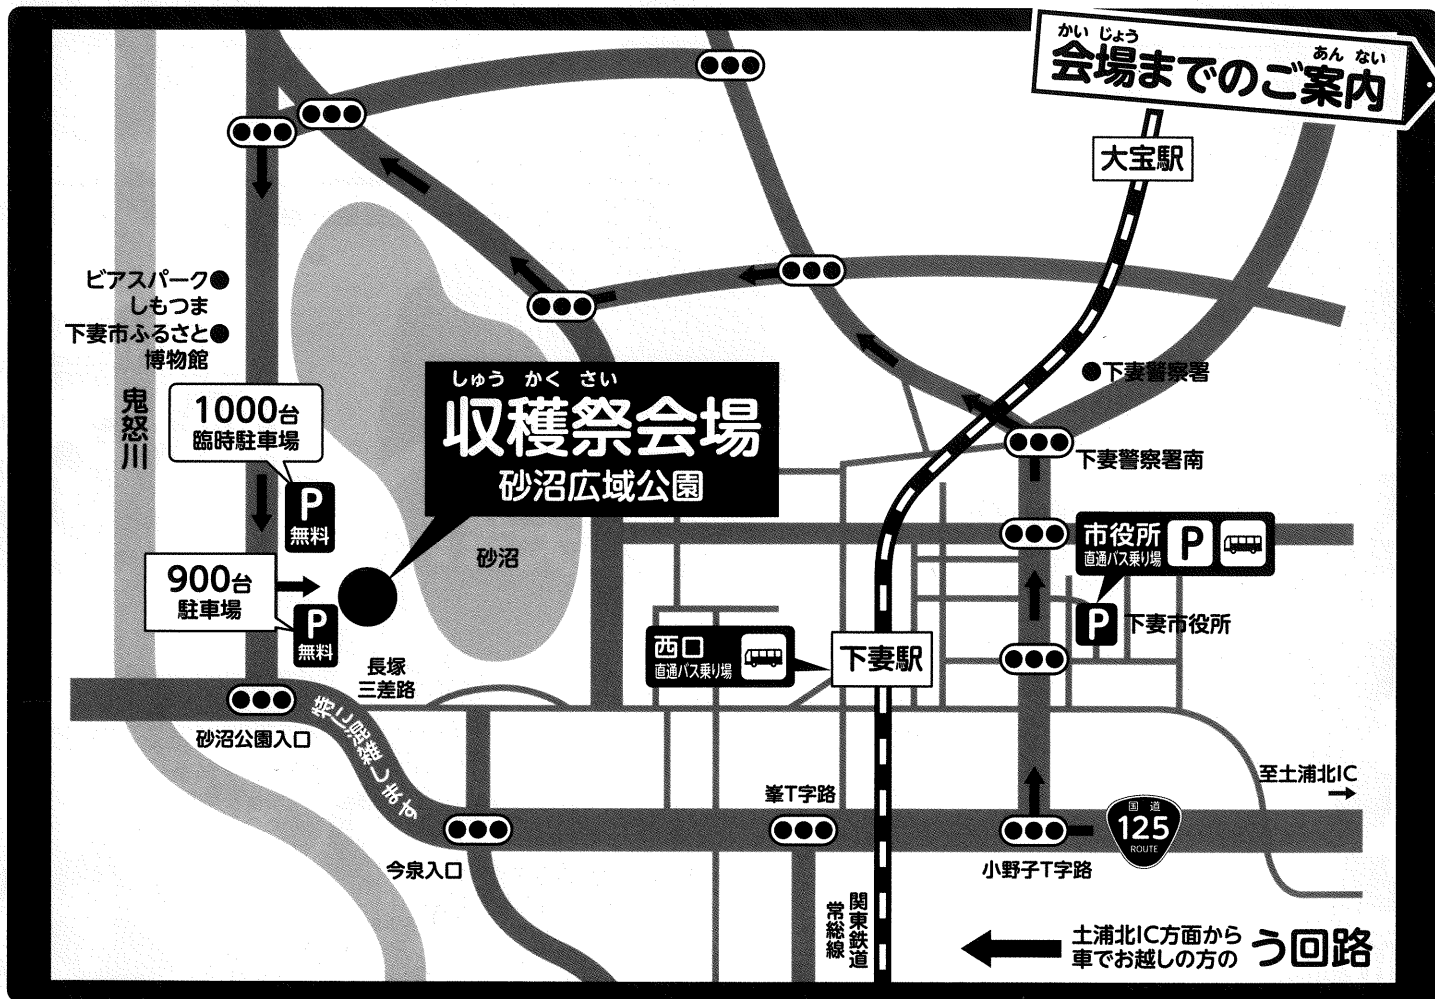 かいじょう あんない
会場までのご案内
大宝駅
ビアスパーク
しもつま
下妻市ふるさと
博物館
鬼怒川
1000台
臨時駐車場
P
無料
900台
駐車場
P
無料
しゅう かく さい
収穫祭会場
砂沼広域公園
砂沼
下妻警察署
下妻警察署南
市役所
直通バス乗り場
P
P
下妻市役所
西口
直通バス乗り場
下妻駅
長塚
三差路
砂沼公園入口
特に混雑します
今泉入口
峯T字路
小野子T字路
国道
125
ROUTE
至土浦北IC
関東鉄道
常総線
土浦北IC方面から
車でお越しの方の
う回路